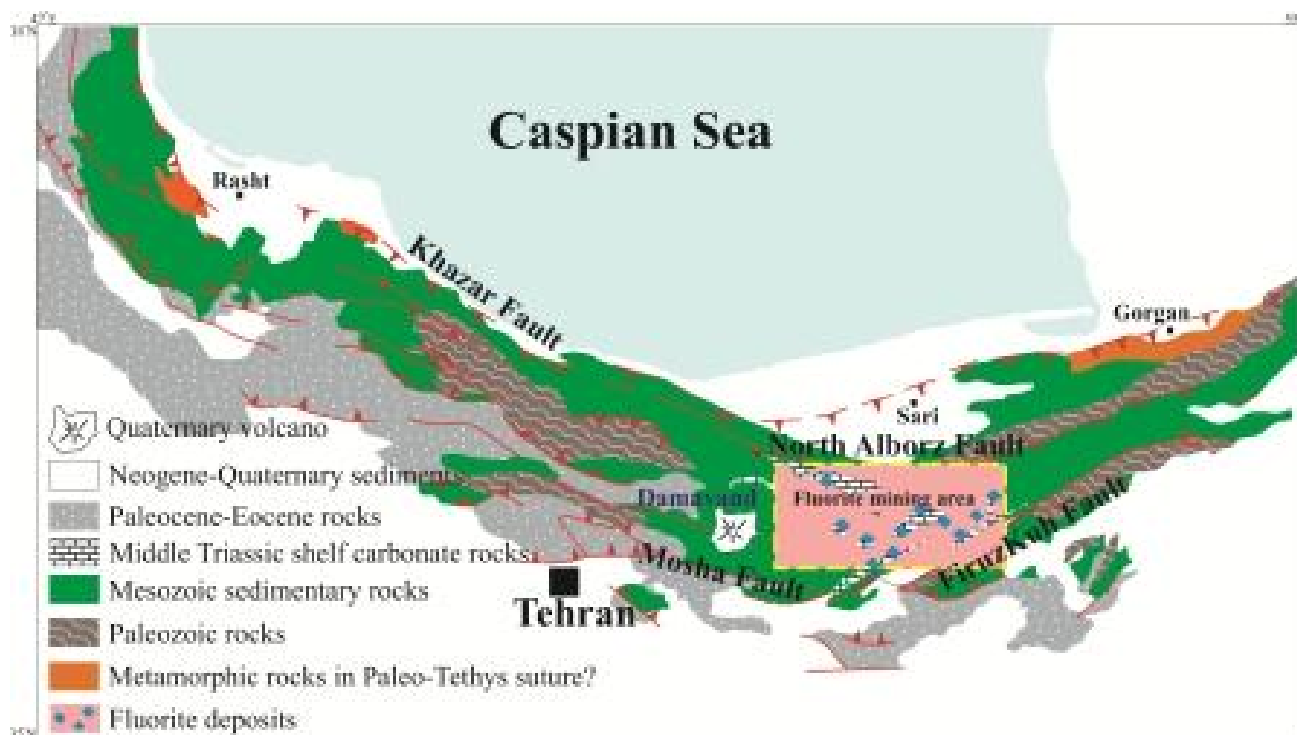 Caspian Sea
Rasht
Khazar Fault
Gorgan
Sari
North Alborz Fault
Damavand
Fluorite mining area
Mosha Fault
Firuzkuh Fault
Tehran
Quaternary volcano
Neogene-Quaternary sediments
Paleocene-Eocene rocks
Middle Triassic shelf carbonate rocks
Mesozoic sedimentary rocks
Paleozoic rocks
Metamorphic rocks in Paleo-Tethys suture?
Fluorite deposits